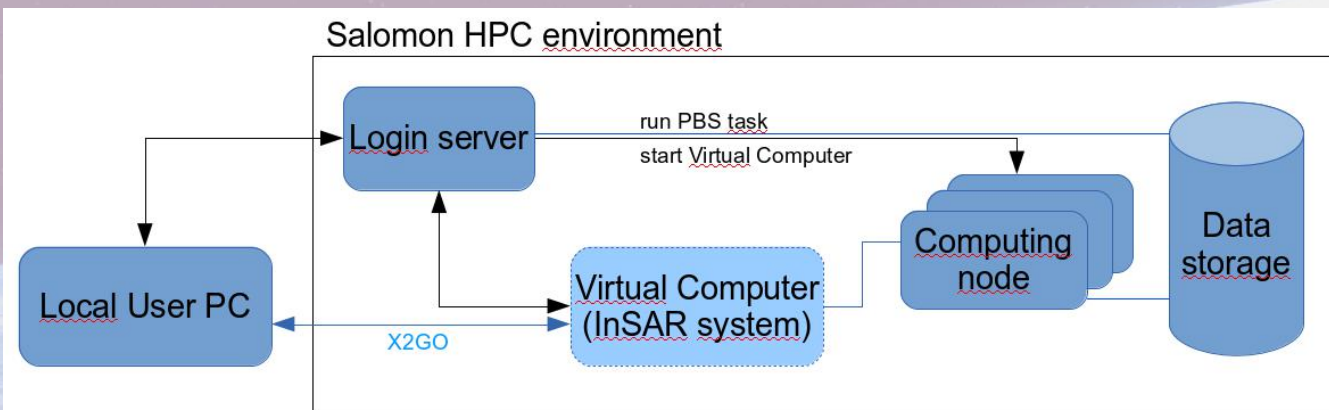 Salomon HPC environment
Login server
run PBS task
start Virtual Computer
Local User PC
X2GO
Virtual Computer
(InSAR system)
Computing
node
Data
storage